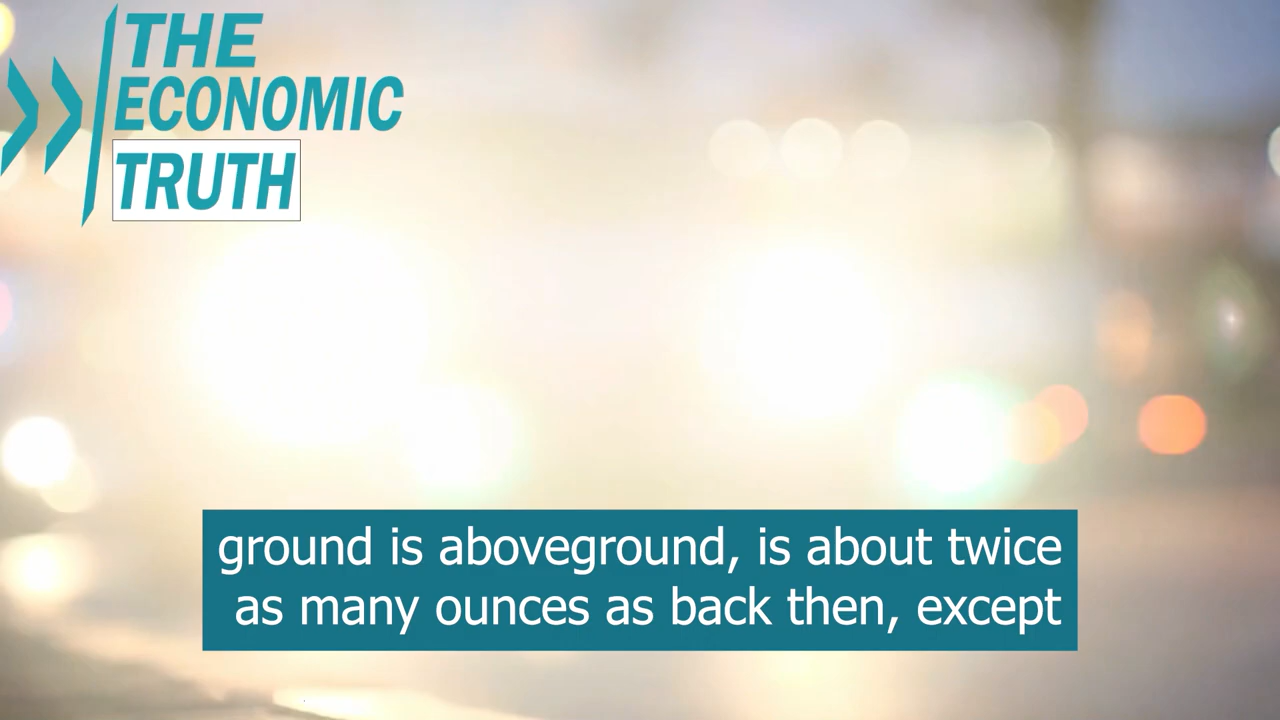 THE
ECONOMIC
TRUTH
ground is aboveground, is about twice
as many ounces as back then, except